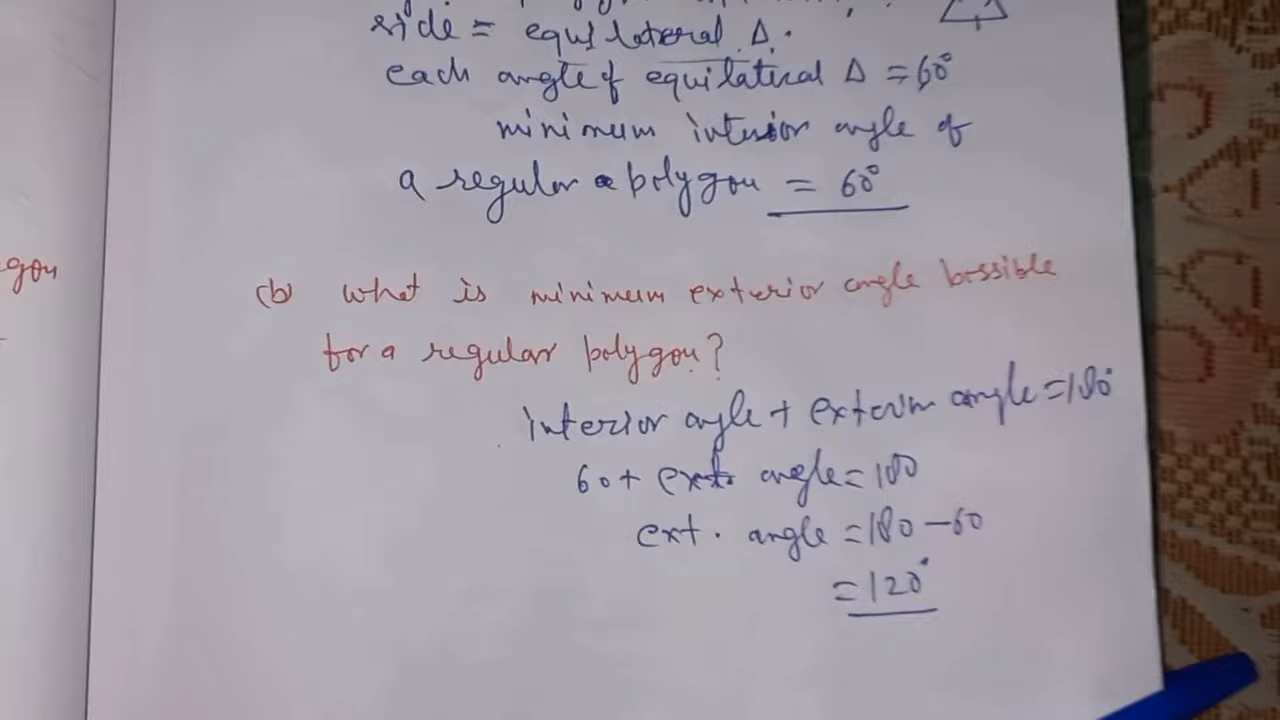 side = equilateral Δ.
each angle of equilateral Δ = 60°
minimum interior angle of
a regular polygon = 60°
gon
(b) what is minimum exterior angle possible
for a regular polygon?
interior angle + exterior angle = 180°
60 + ext. angle = 180
ext. angle = 180 - 60
= 120°